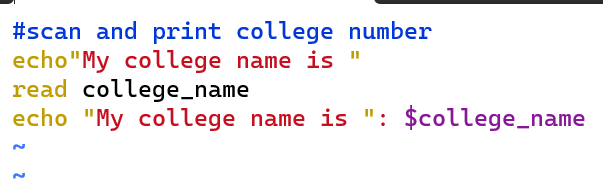 #scan and print college number
echo"My college name is "
read college_name
echo "My college name is ": $college_name
~
~